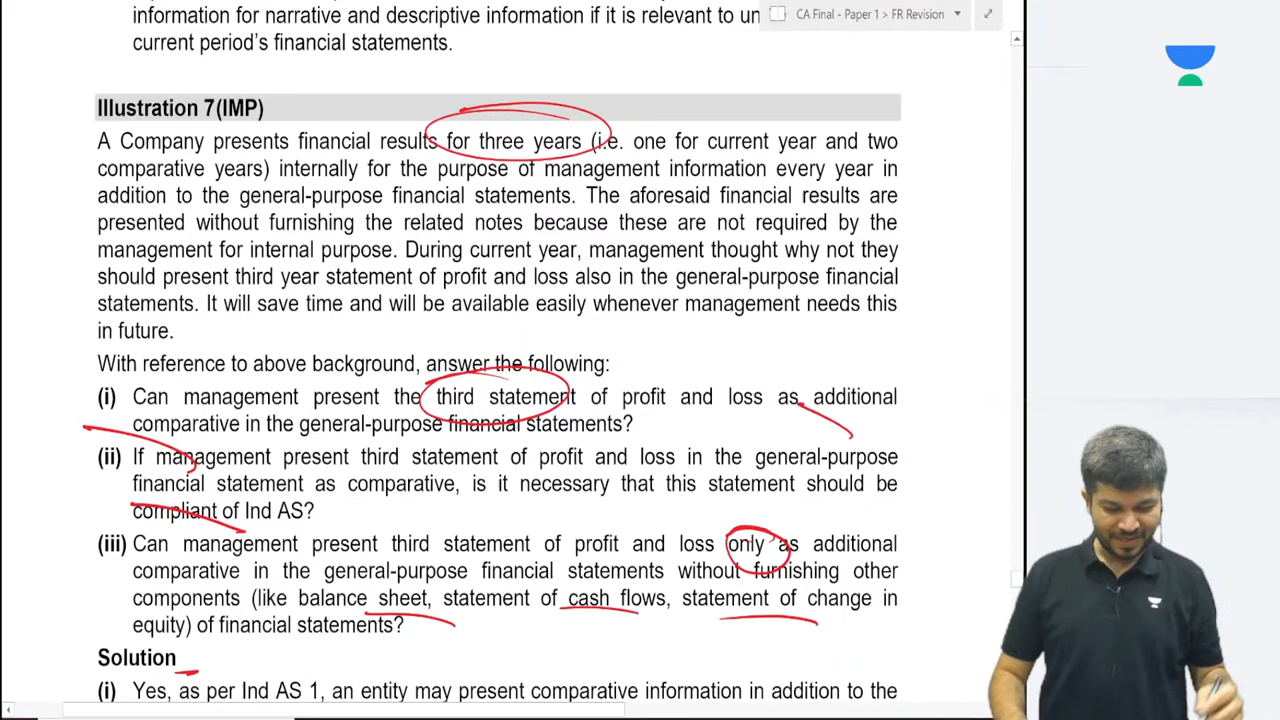 information for narrative and descriptive information if it is relevant to un
current period's financial statements.
CA Final - Paper 1 > FR Revision
Illustration 7(IMP)
A Company presents financial results for three years (i.e. one for current year and two
comparative years) internally for the purpose of management information every year in
addition to the general-purpose financial statements. The aforesaid financial results are
presented without furnishing the related notes because these are not required by the
management for internal purpose. During current year, management thought why not they
should present third year statement of profit and loss also in the general-purpose financial
statements. It will save time and will be available easily whenever management needs this
in future.
With reference to above background, answer the following:
(i) Can management present the third statement of profit and loss as additional
comparative in the general-purpose financial statements?
(ii) If management present third statement of profit and loss in the general-purpose
financial statement as comparative, is it necessary that this statement should be
compliant of Ind AS?
(iii) Can management present third statement of profit and loss only as additional
comparative in the general-purpose financial statements without furnishing other
components (like balance sheet, statement of cash flows, statement of change in
equity) of financial statements?
Solution
(i) Yes, as per Ind AS 1, an entity may present comparative information in addition to the